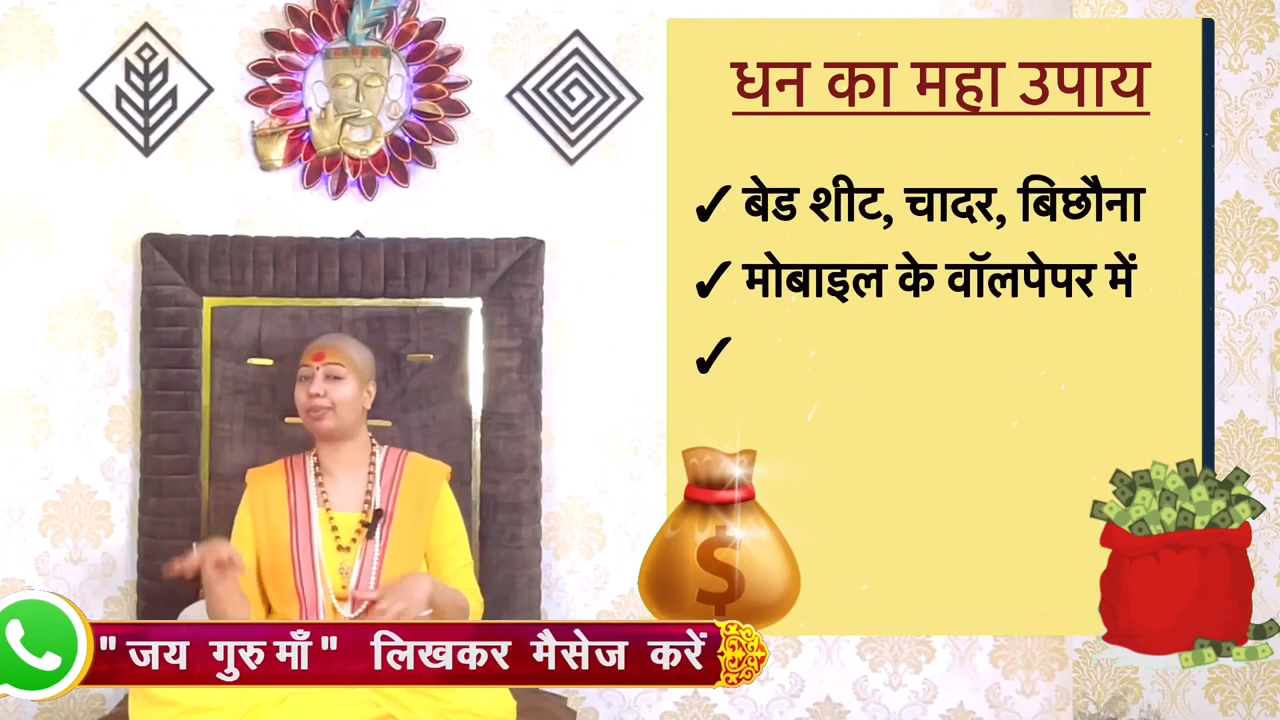 धन का महा उपाय
✓ बेड शीट, चादर, बिछौना
✓ मोबाइल के वॉलपेपर में
✓
$
"जय गुरु माँ" लिखकर मैसेज करें